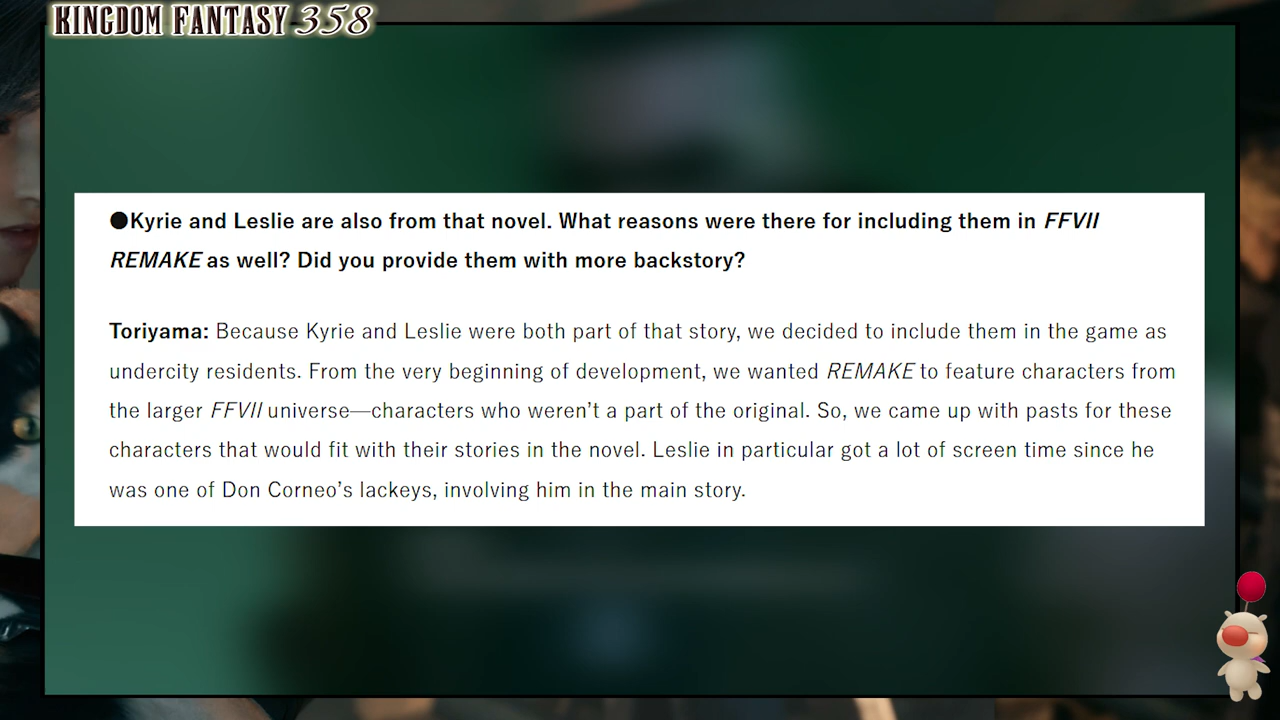 KINGDOM FANTASY 358
●Kyrie and Leslie are also from that novel. What reasons were there for including them in FFVII
REMAKE as well? Did you provide them with more backstory?
Toriyama: Because Kyrie and Leslie were both part of that story, we decided to include them in the game as
undercity residents. From the very beginning of development, we wanted REMAKE to feature characters from
the larger FFVII universe—characters who weren't a part of the original. So, we came up with pasts for these
characters that would fit with their stories in the novel. Leslie in particular got a lot of screen time since he
was one of Don Corneo's lackeys, involving him in the main story.